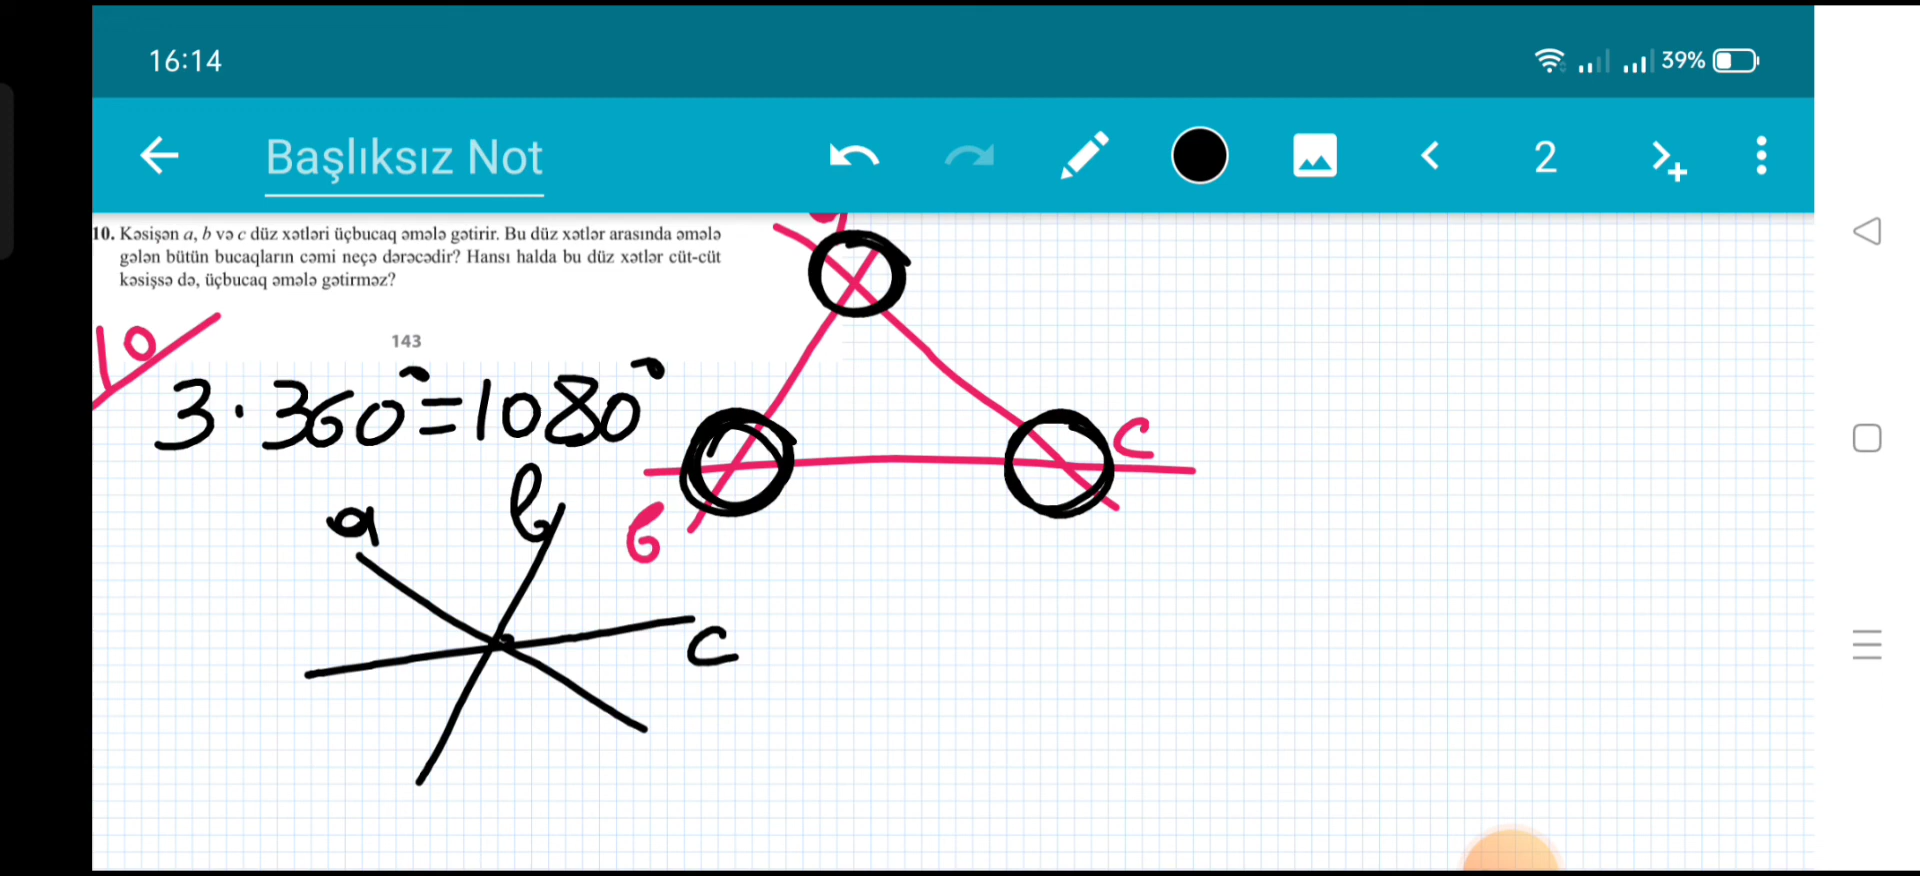 16:14
39%
Başlıksız Not
2
10. Kəsişən a, b və c düz xətləri üçbucaq əmələ gətirir. Bu düz xətlər arasında əmələ
gələn bütün bucaqların cəmi neçə dərəcədir? Hansı halda bu düz xətlər cüt-cüt
kəsişsə də, üçbucaq əmələ gətirməz?
143
10
3·360°=1080°
a
b
c
c
b